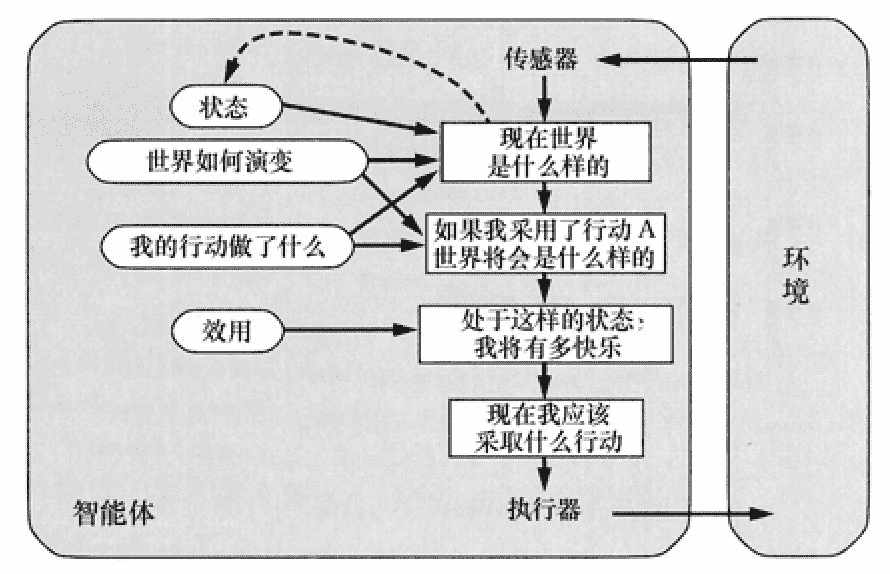 传感器
状态
现在世界
是什么样的
世界如何演变
如果我采用了行动 A
世界将会是什么样的
我的行动做了什么
环
境
处于这样的状态：
我将有多快乐
效用
现在我应该
采取什么行动
智能体
执行器